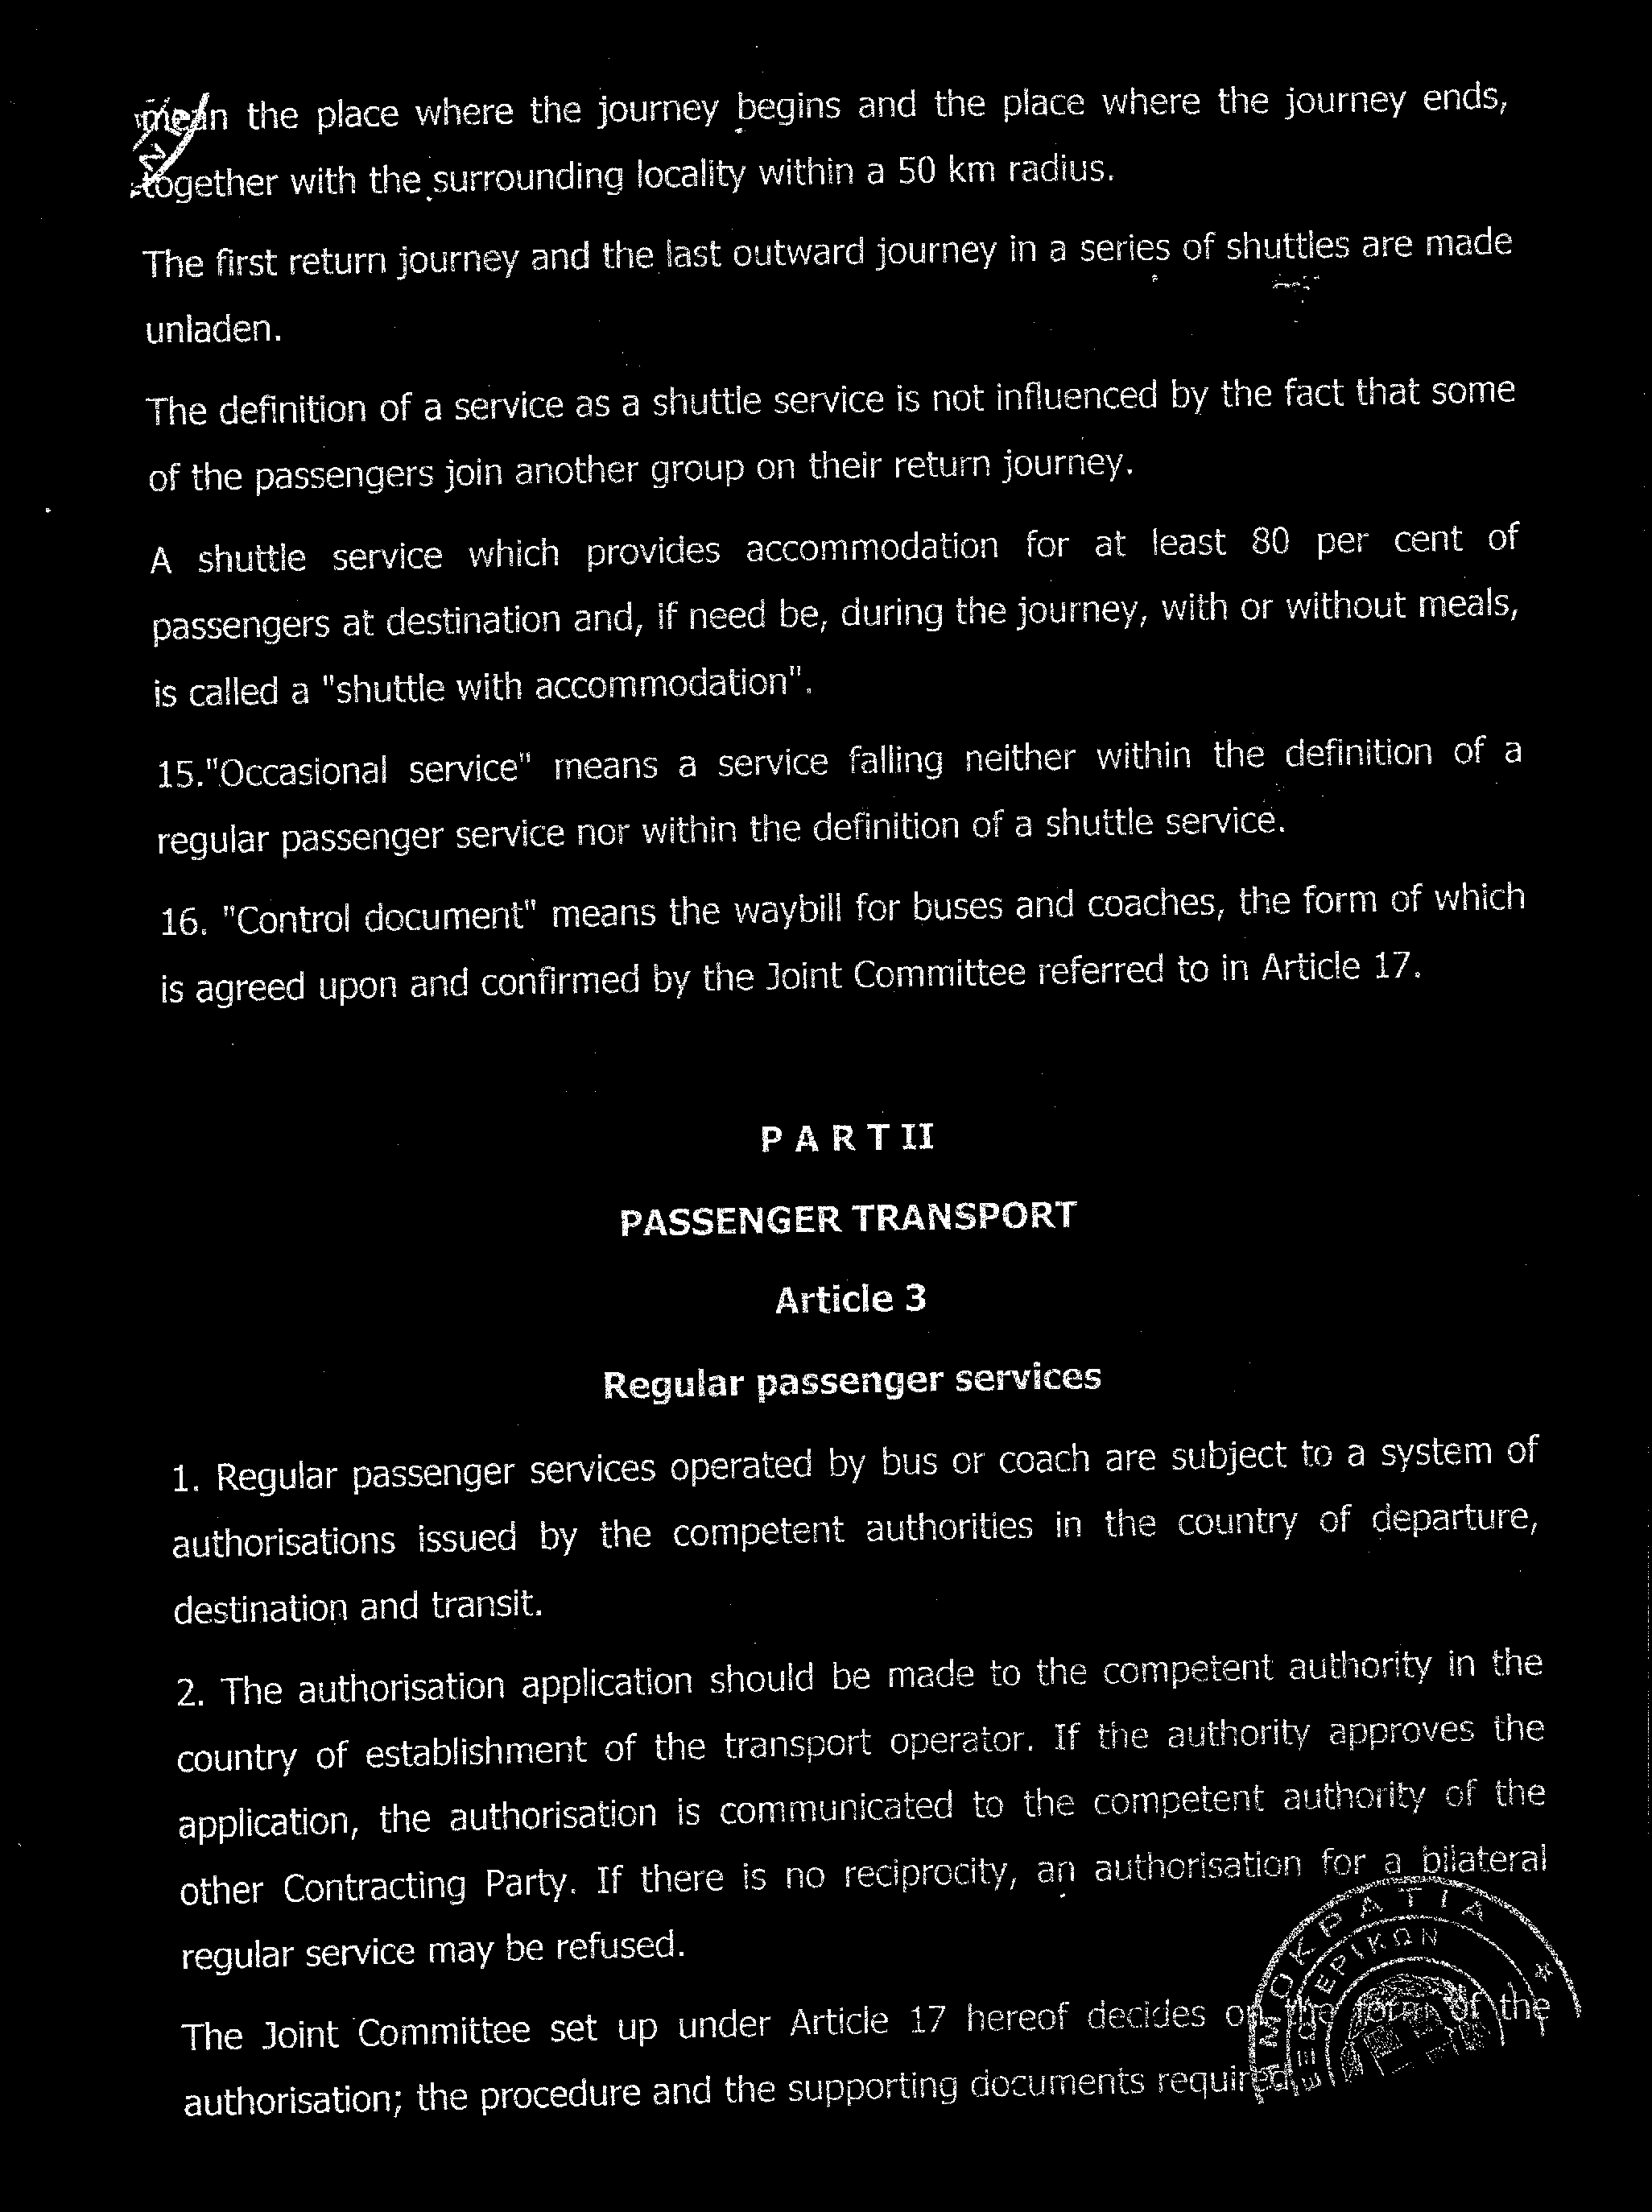 mean the place where the journey begins and the place where the journey ends,
together with the surrounding locality within a 50 km radius.
The first return journey and the last outward journey in a series of shuttles are made
unladen.
The definition of a service as a shuttle service is not influenced by the fact that some
of the passengers join another group on their return journey.
A shuttle service which provides accommodation for at least 80 per cent of
passengers at destination and, if need be, during the journey, with or without meals,
is called a "shuttle with accommodation".
15."Occasional service" means a service falling neither within the definition of a
regular passenger service nor within the definition of a shuttle service.
16. "Control document" means the waybill for buses and coaches, the form of which
is agreed upon and confirmed by the Joint Committee referred to in Article 17.
P A R T II
PASSENGER TRANSPORT
Article 3
Regular passenger services
1. Regular passenger services operated by bus or coach are subject to a system of
authorisations issued by the competent authorities in the country of departure,
destination and transit.
2. The authorisation application should be made to the competent authority in the
country of establishment of the transport operator. If the authority approves the
application, the authorisation is communicated to the competent authority of the
other Contracting Party. If there is no reciprocity, an authorisation for a bilateral
regular service may be refused.
The Joint Committee set up under Article 17 hereof decides on the form of the
authorisation; the procedure and the supporting documents required.